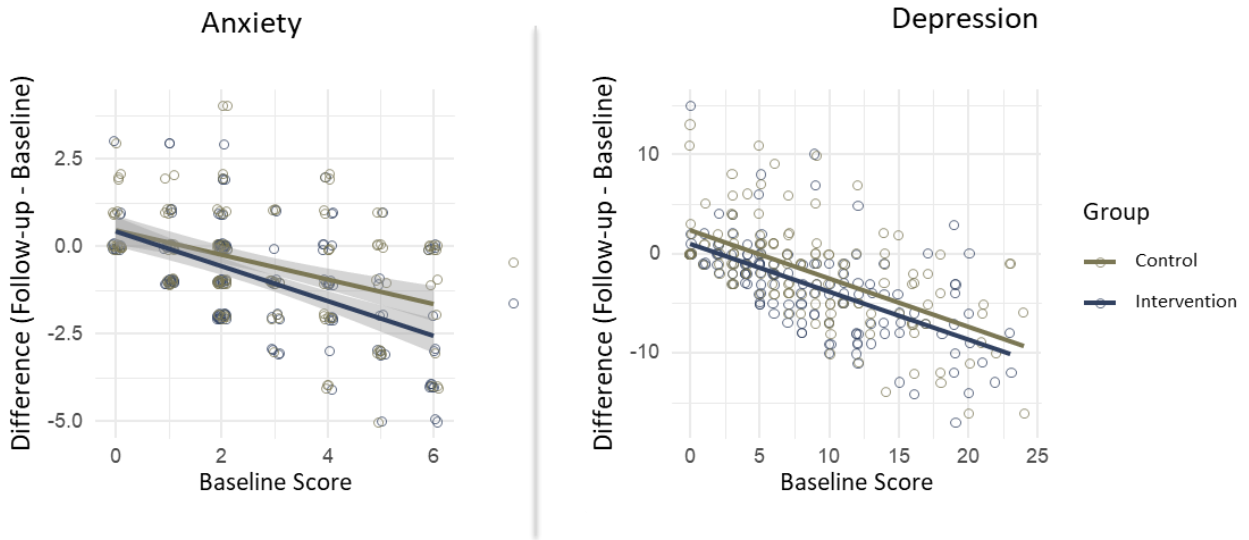 Anxiety
Difference (Follow-up - Baseline)
2.5
0.0
-2.5
-5.0
0 2 4 6
Baseline Score
Depression
Difference (Follow-up - Baseline)
10
0
-10
0 5 10 15 20 25
Baseline Score
Group
Control
Intervention